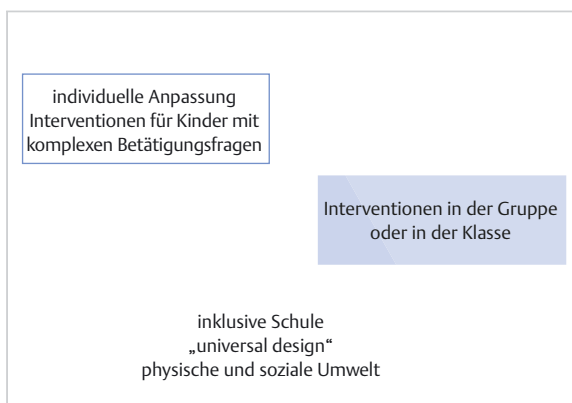 individuelle Anpassung
Interventionen für Kinder mit
komplexen Betätigungsfragen
Interventionen in der Gruppe
oder in der Klasse
inklusive Schule
„universal design“
physische und soziale Umwelt